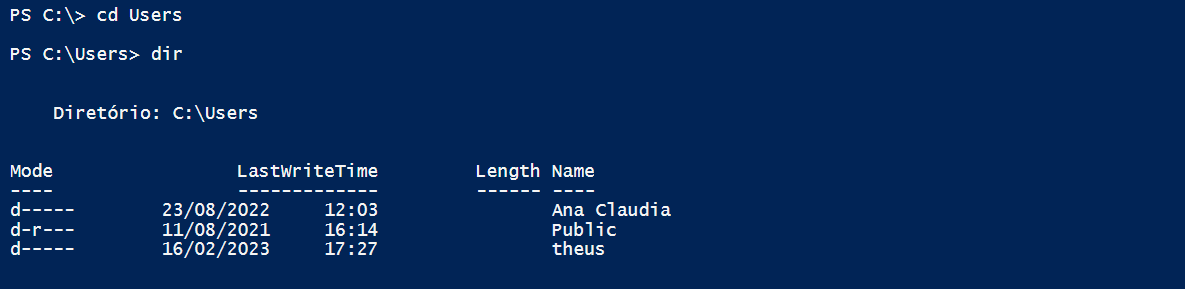 PS C:\> cd Users
PS C:\Users> dir
Diretório: C:\Users
Mode LastWriteTime Length Name
---- ------------- ------ ----
d----- 23/08/2022 12:03 Ana Claudia
d-r--- 11/08/2021 16:14 Public
d----- 16/02/2023 17:27 theus